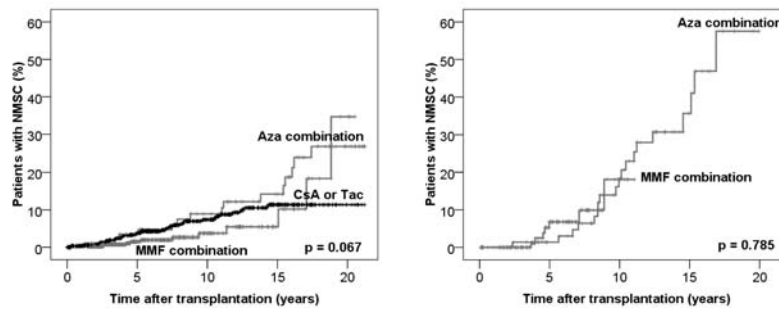 60
50
40
30
20
10
0
Patients with NMSC (%)
Aza combination
CsA or Tac
MMF combination
p = 0.067
0 5 10 15 20
Time after transplantation (years)
60
50
40
30
20
10
0
Patients with NMSC (%)
Aza combination
MMF combination
p = 0.785
0 5 10 15 20
Time after transplantation (years)